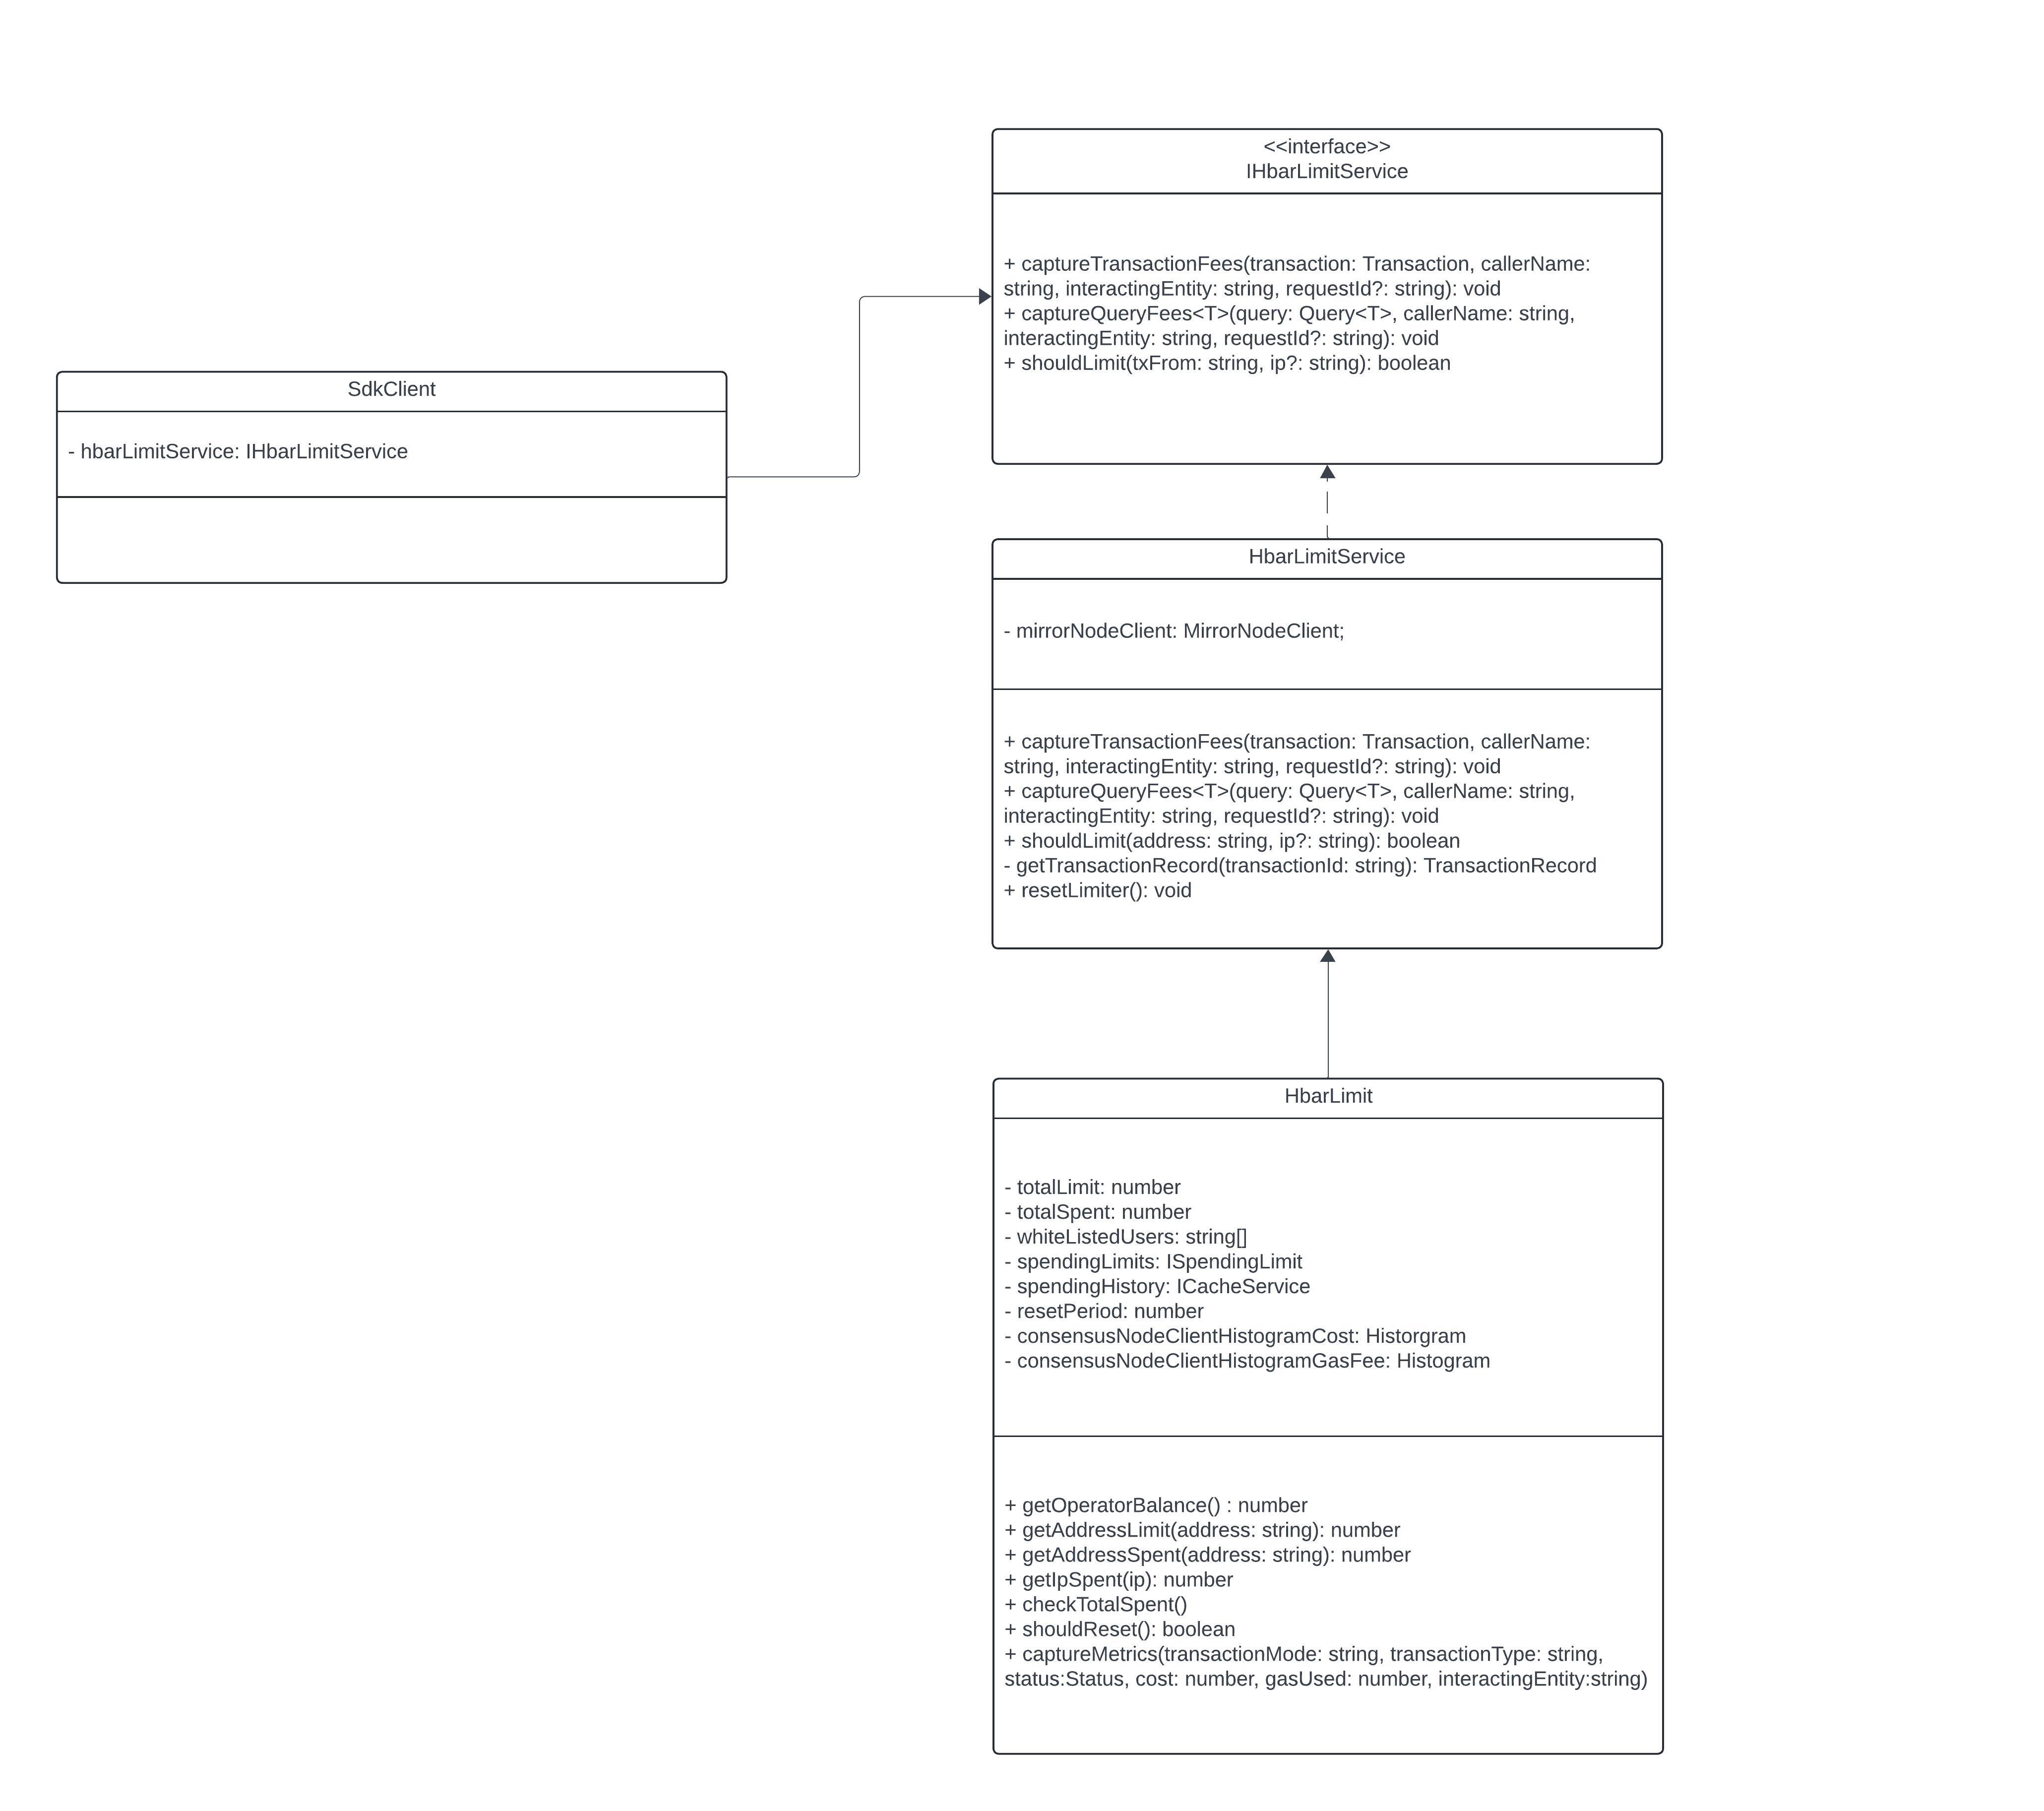 <<interface>>
IHbarLimitService
+ captureTransactionFees(transaction: Transaction, callerName:
string, interactingEntity: string, requestId?: string): void
+ captureQueryFees<T>(query: Query<T>, callerName: string,
interactingEntity: string, requestId?: string): void
+ shouldLimit(txFrom: string, ip?: string): boolean
SdkClient
- hbarLimitService: IHbarLimitService
HbarLimitService
- mirrorNodeClient: MirrorNodeClient;
+ captureTransactionFees(transaction: Transaction, callerName:
string, interactingEntity: string, requestId?: string): void
+ captureQueryFees<T>(query: Query<T>, callerName: string,
interactingEntity: string, requestId?: string): void
+ shouldLimit(address: string, ip?: string): boolean
- getTransactionRecord(transactionId: string): TransactionRecord
+ resetLimiter(): void
HbarLimit
- totalLimit: number
- totalSpent: number
- whiteListedUsers: string[]
- spendingLimits: ISpendingLimit
- spendingHistory: ICacheService
- resetPeriod: number
- consensusNodeClientHistogramCost: Historgram
- consensusNodeClientHistogramGasFee: Histogram
+ getOperatorBalance() : number
+ getAddressLimit(address: string): number
+ getAddressSpent(address: string): number
+ getIpSpent(ip): number
+ checkTotalSpent()
+ shouldReset(): boolean
+ captureMetrics(transactionMode: string, transactionType: string,
status:Status, cost: number, gasUsed: number, interactingEntity:string)